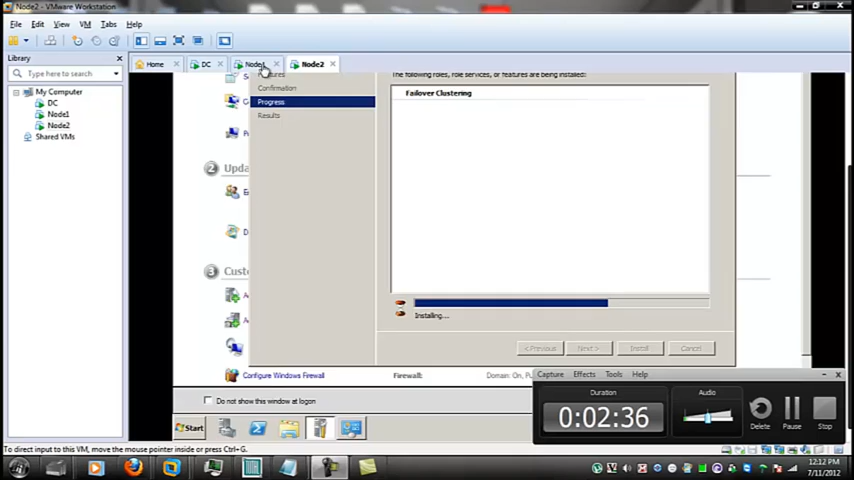 Node2 - VMware Workstation
File Edit View VM Tabs Help
Library
Type here to search
My Computer
DC
Node1
Node2
Shared VMs
Home
DC
Node1
Node2
The following roles, role services, or features are being installed:
Features
Confirmation
Progress
Results
Failover Clustering
2
3
Installing...
< Previous
Next >
Install
Cancel
Configure Windows Firewall
Firewall:
Do not show this window at logon
Start
Capture Effects Tools Help
Duration
0:02:36
Audio
Delete
Pause
Stop
To direct input to this VM, move the mouse pointer inside or press Ctrl+G.
12:12 PM
7/11/2012